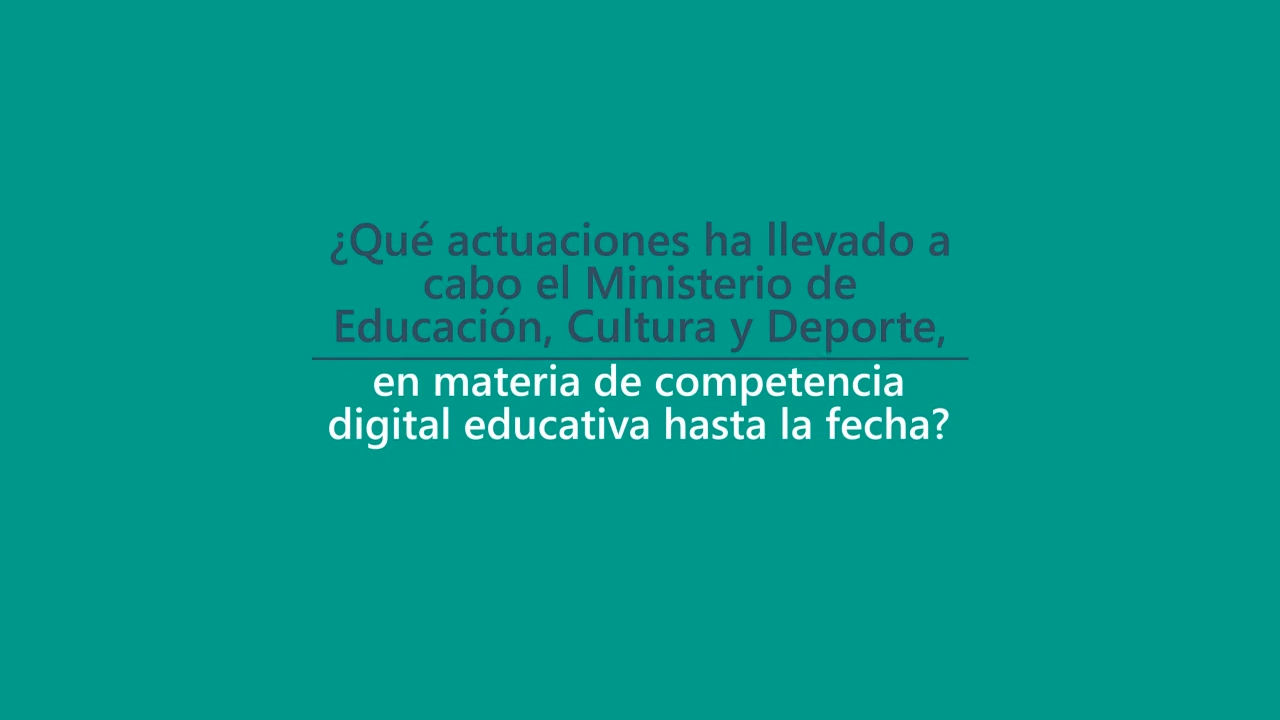 ¿Qué actuaciones ha llevado a
cabo el Ministerio de
Educación, Cultura y Deporte,
en materia de competencia
digital educativa hasta la fecha?